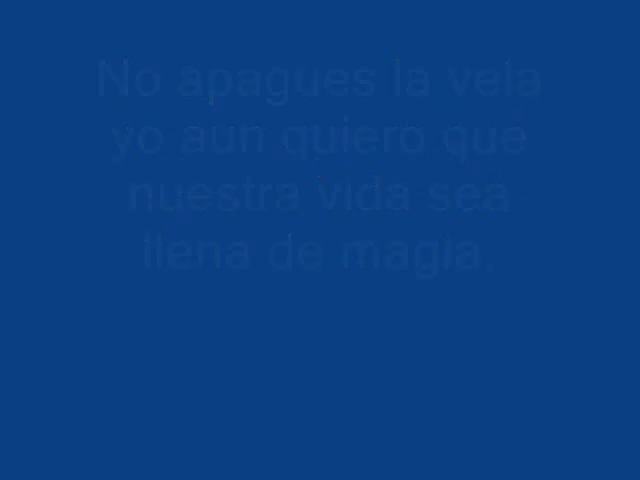 No apagues la vela
yo aun quiero que
nuestra vida sea
llena de magia.